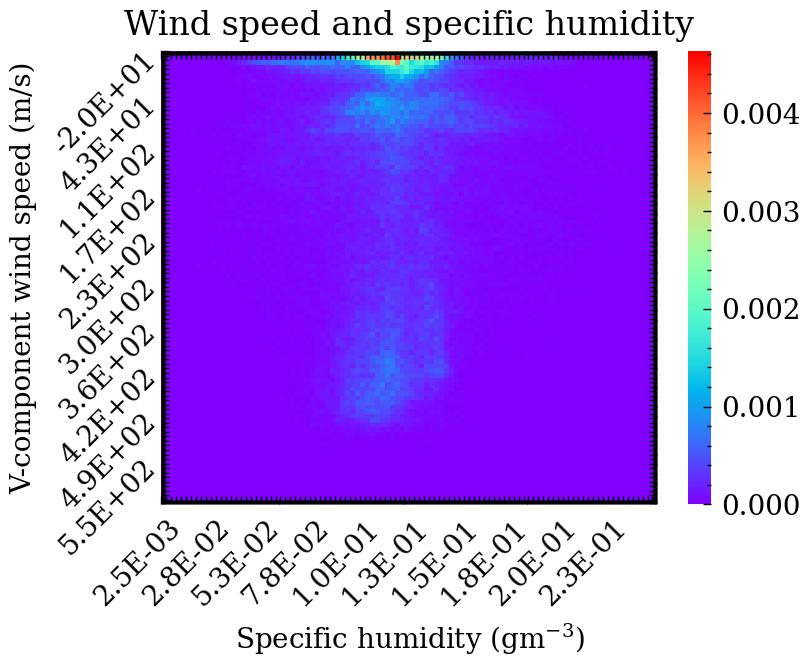 Wind speed and specific humidity
V-component wind speed (m/s)
-2.0E+01
4.3E+01
1.1E+02
1.7E+02
2.3E+02
3.0E+02
3.6E+02
4.2E+02
4.9E+02
5.5E+02
0.004
0.003
0.002
0.001
0.000
2.5E-03
2.8E-02
5.3E-02
7.8E-02
1.0E-01
1.3E-01
1.5E-01
1.8E-01
2.0E-01
2.3E-01
Specific humidity (gm⁻³)